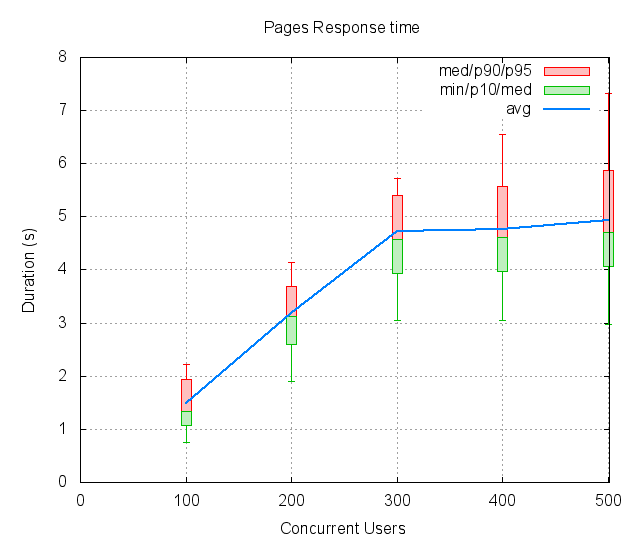 Pages Response time
8
7
6
5
4
3
2
1
0
Duration (s)
med/p90/p95
min/p10/med
avg
0 100 200 300 400 500
Concurrent Users